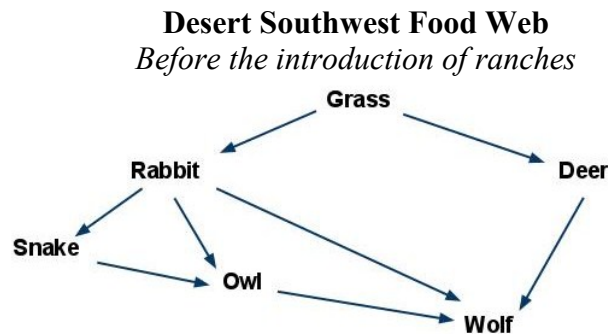 Desert Southwest Food Web
Before the introduction of ranches
Grass
Rabbit
Deer
Snake
Owl
Wolf